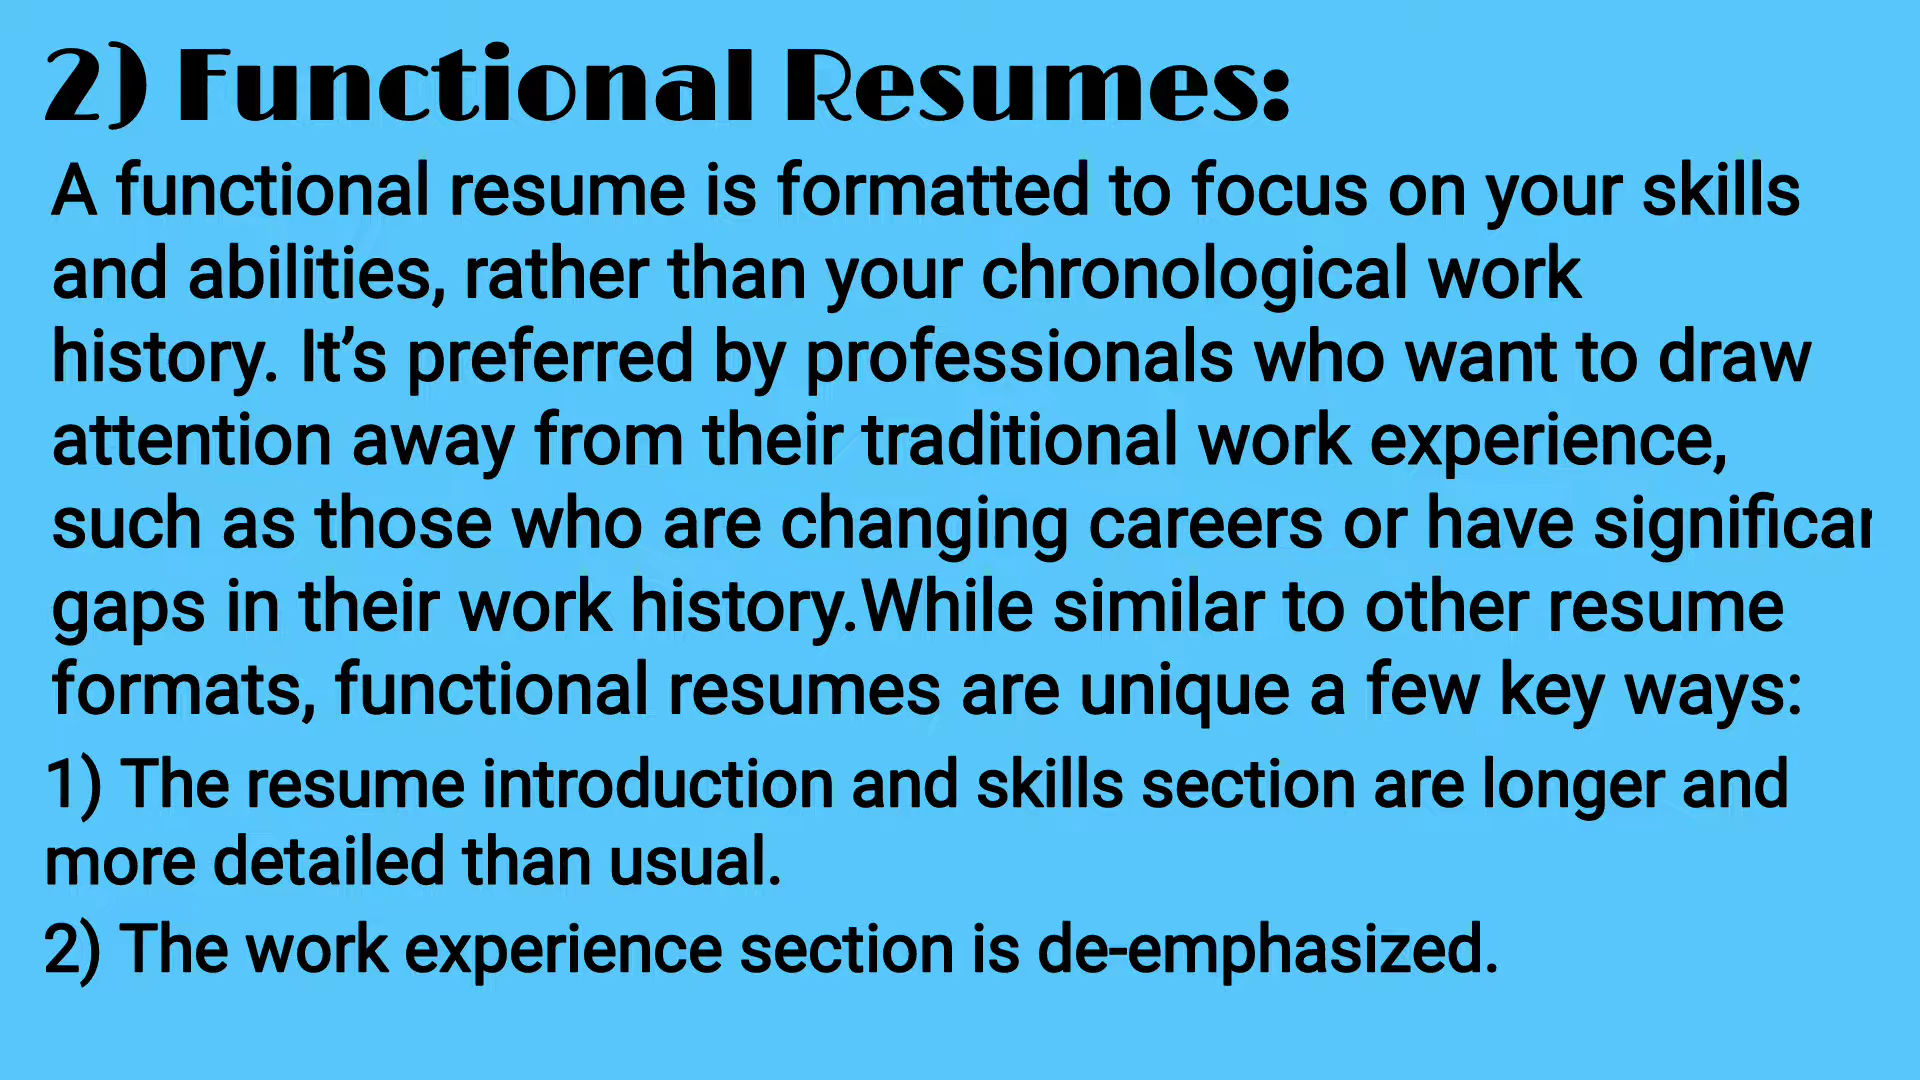 2) Functional Resumes:
A functional resume is formatted to focus on your skills
and abilities, rather than your chronological work
history. It’s preferred by professionals who want to draw
attention away from their traditional work experience,
such as those who are changing careers or have
gaps in their work history.While similar to other resume
formats, functional resumes are unique a few key ways:
1) The resume introduction and skills section are longer and
more detailed than usual.
2) The work experience section is de-emphasized.